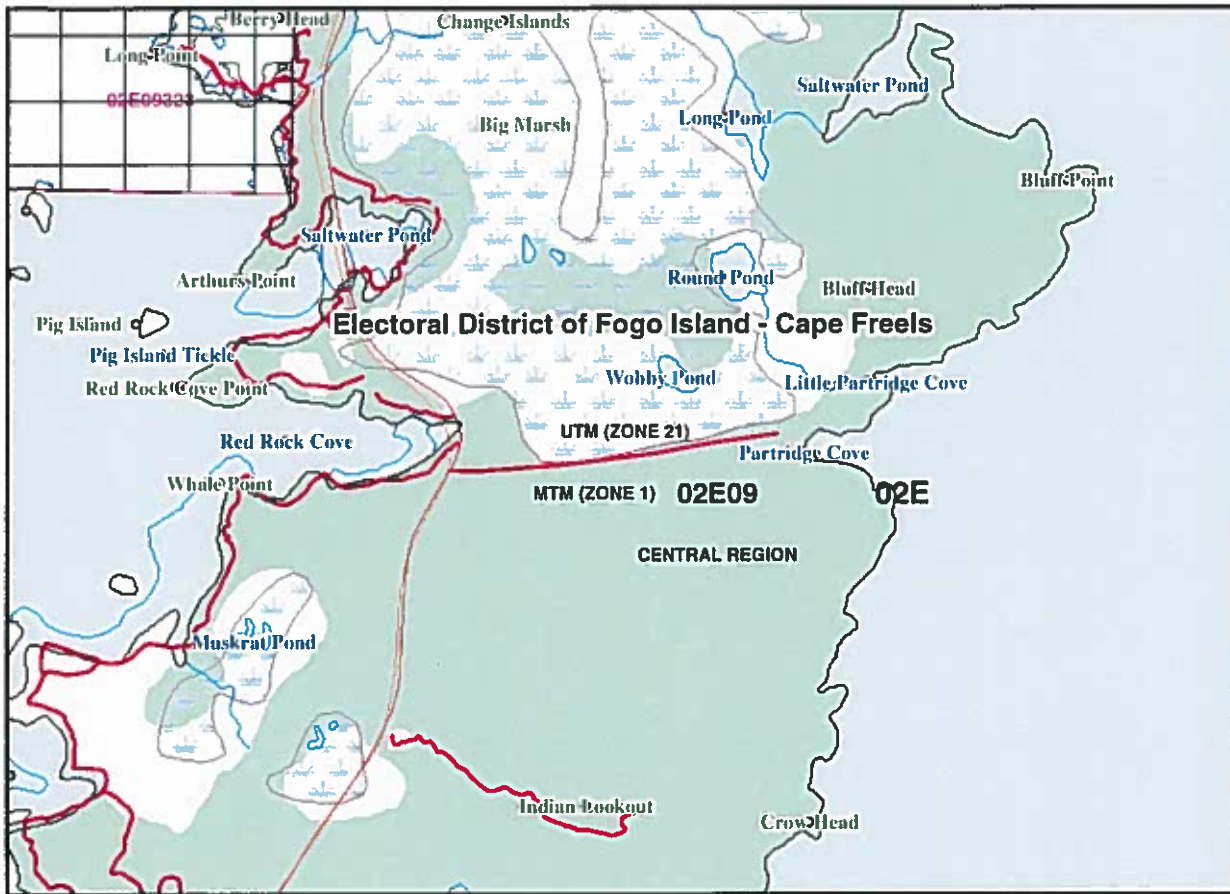 Berry Head
Change Islands
Long Point
Saltwater Pond
02E09323
Long Pond
Big Marsh
Bluff Point
Saltwater Pond
Arthurs Point
Round Pond
Bluff Head
Pig Island
Electoral District of Fogo Island - Cape Freels
Pig Island Tickle
Red Rock Cove Point
Wobby Pond
Little Partridge Cove
Red Rock Cove
UTM (ZONE 21)
Partridge Cove
Whale Point
MTM (ZONE 1)
02E09
02E
CENTRAL REGION
Muskrat Pond
Indian Lookout
Crow Head